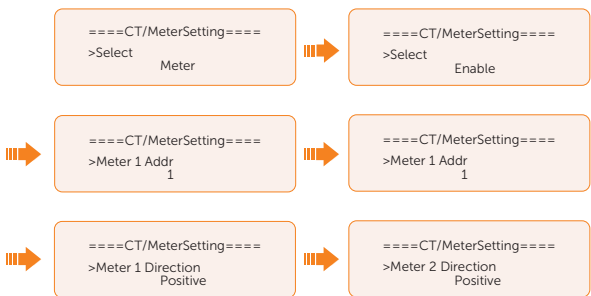 ====CT/MeterSetting====
>Select
Meter
====CT/MeterSetting====
>Select
Enable
====CT/MeterSetting====
>Meter 1 Addr
1
====CT/MeterSetting====
>Meter 1 Addr
1
====CT/MeterSetting====
>Meter 1 Direction
Positive
====CT/MeterSetting====
>Meter 2 Direction
Positive